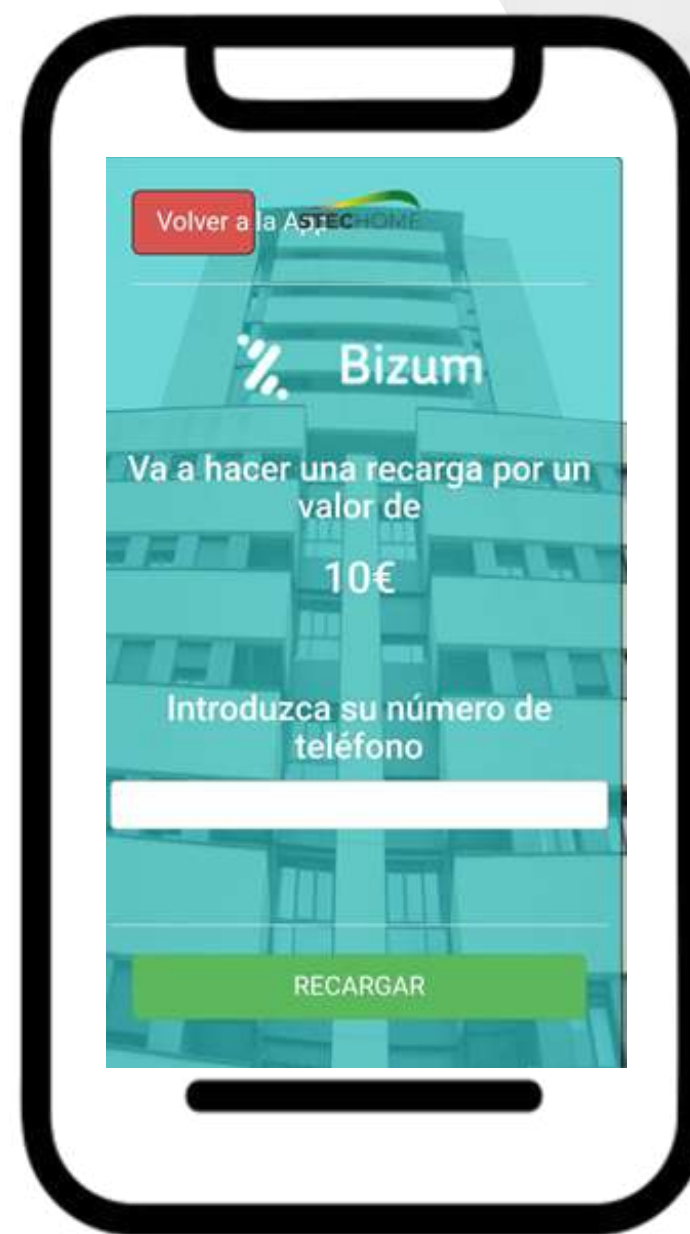 Volver a la App
STECHOME
Bizum
Va a hacer una recarga por un
valor de
10€
Introduzca su número de
teléfono
RECARGAR